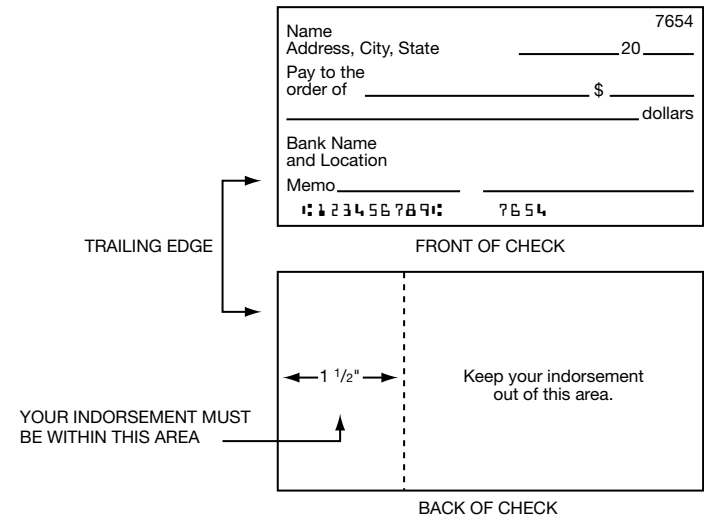 7654
Name
Address, City, State 20
Pay to the
order of $
dollars
Bank Name
and Location
Memo
⑆123456789⑆ 7654
TRAILING EDGE
FRONT OF CHECK
1 1/2"
Keep your indorsement
out of this area.
YOUR INDORSEMENT MUST
BE WITHIN THIS AREA
BACK OF CHECK